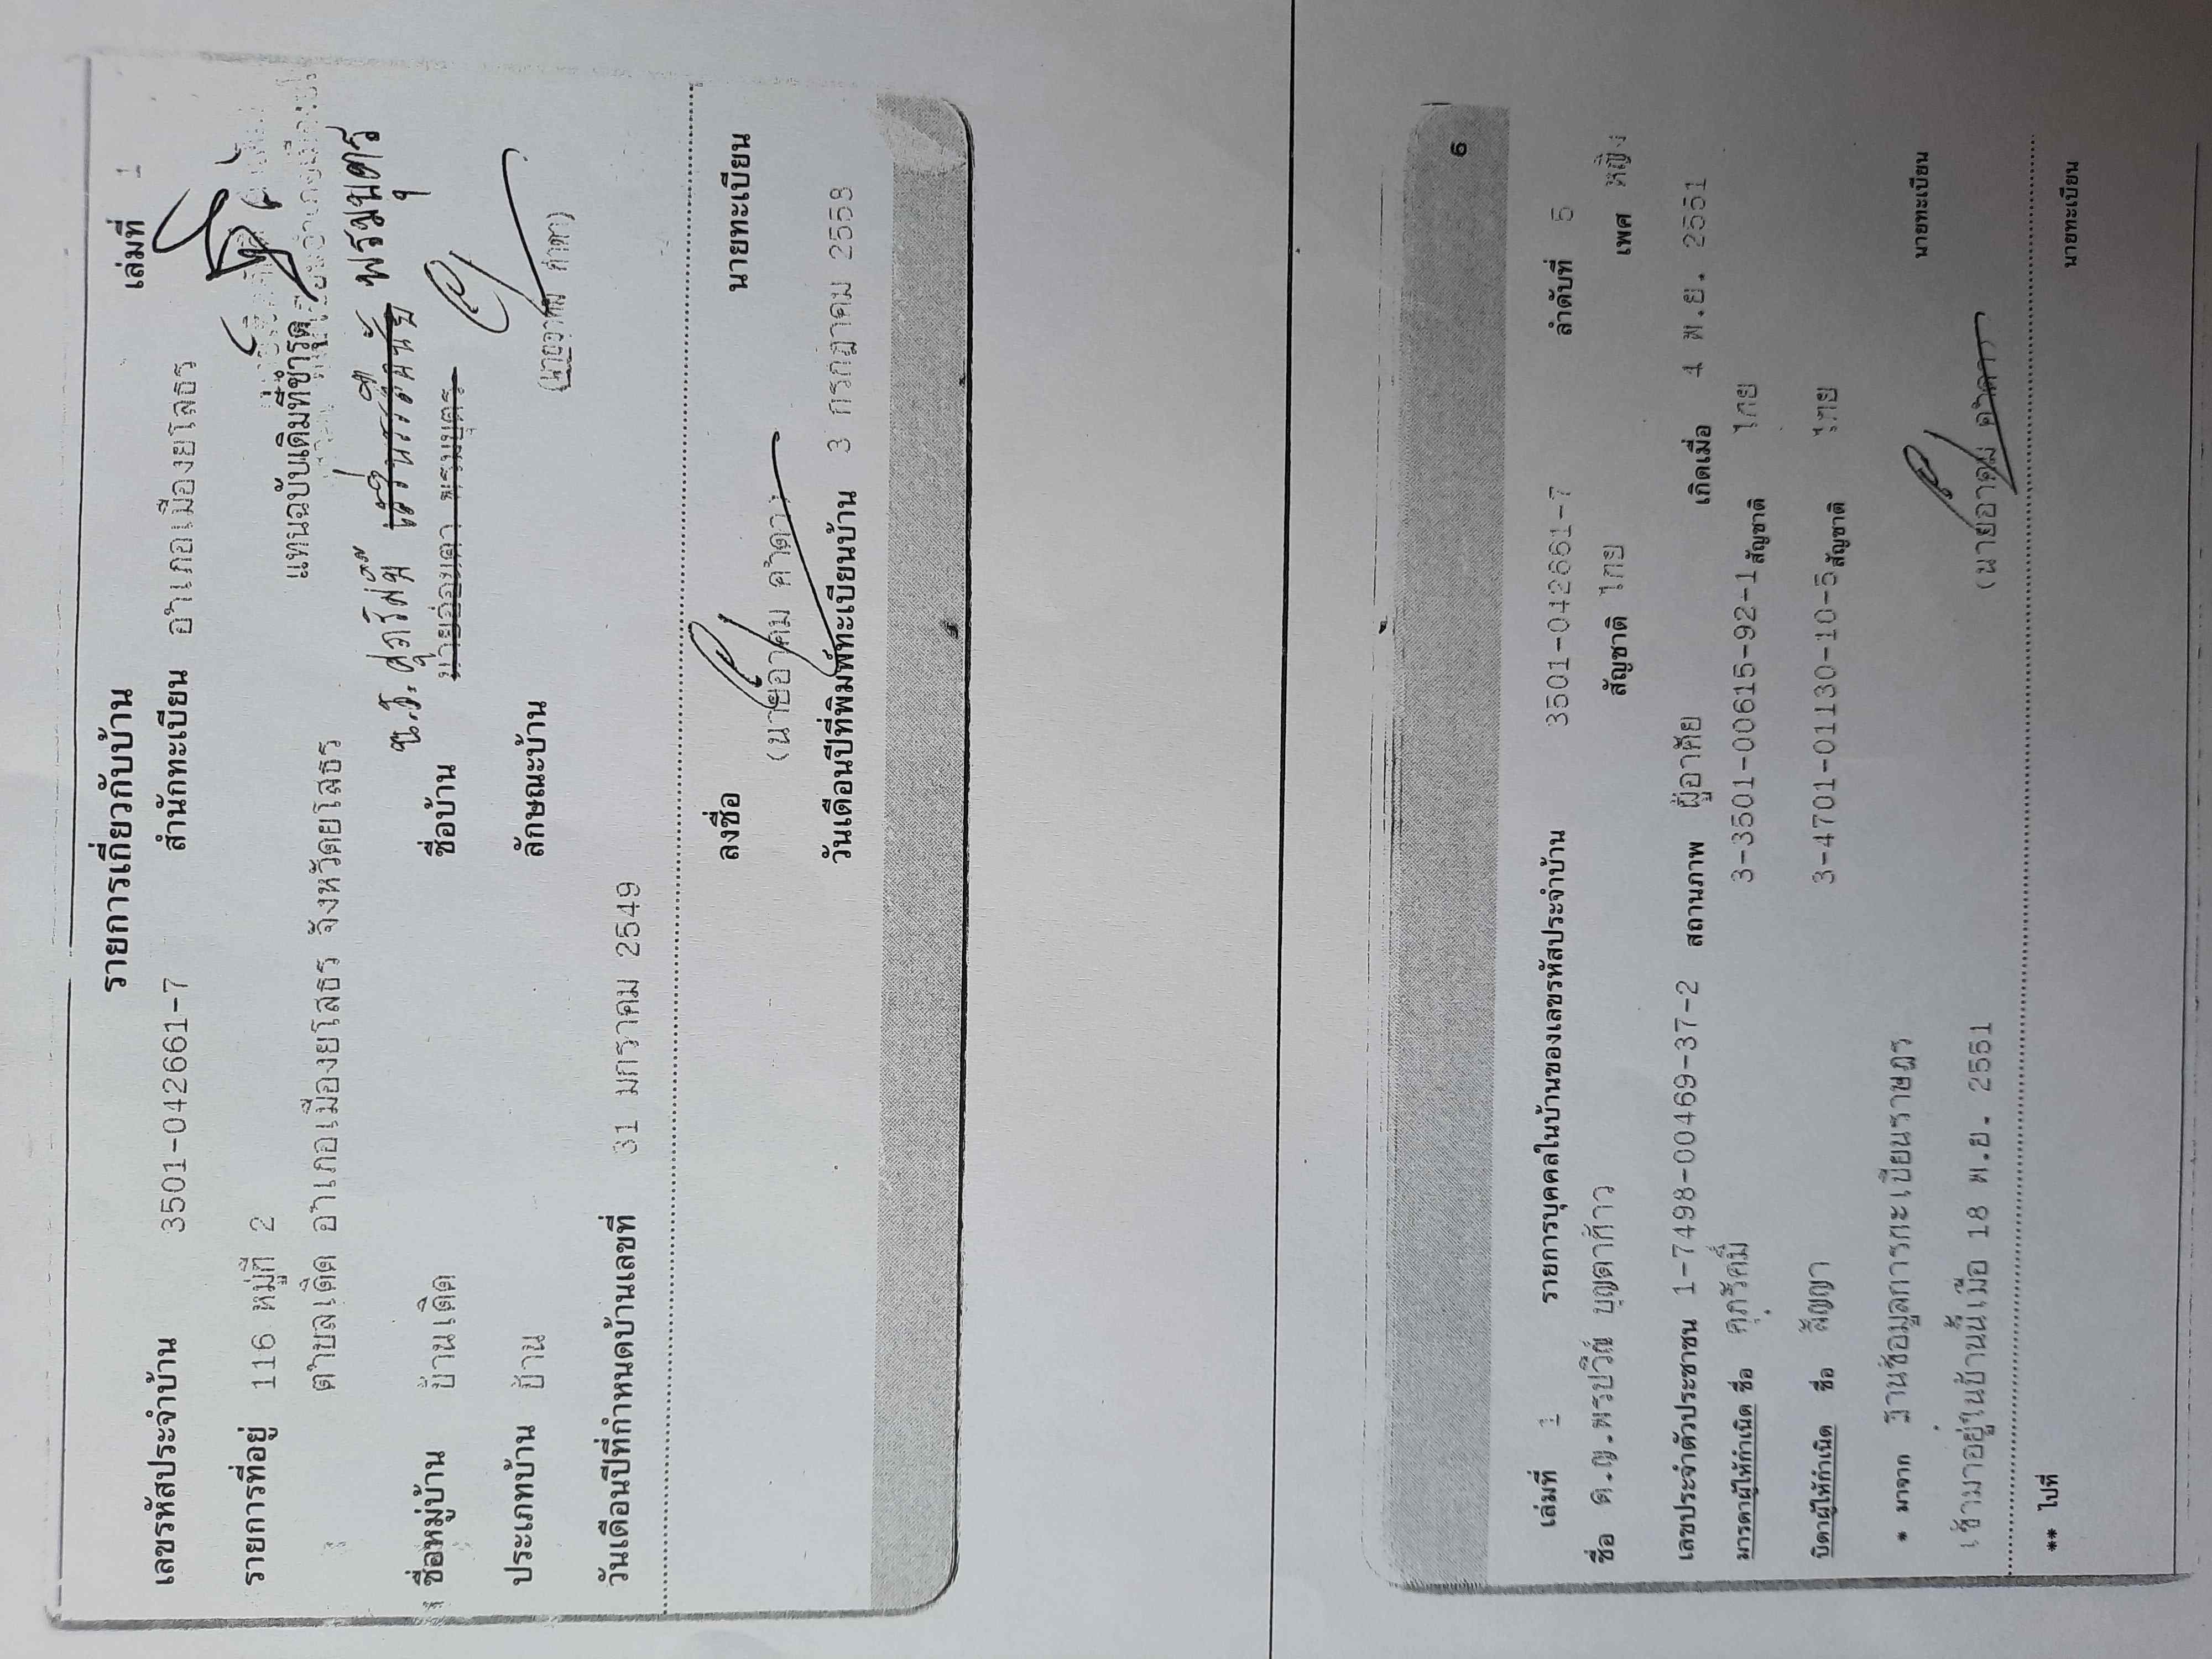 รายการเกี่ยวกับบ้าน เล่มที่ 1
เลขรหัสประจำบ้าน 3501-042661-7 สำนักทะเบียน อำเภอเมืองยโสธร
รายการที่อยู่ 116 หมู่ที่ 2
แทนฉบับเดิมที่ชำรุด
ตำบลเดิด อำเภอเมืองยโสธร จังหวัดยโสธร
น.ส. ศุภรัศมิ์ พรมบุตร
ชื่อหมู่บ้าน บ้านเดิด ชื่อบ้าน
ประเภทบ้าน บ้าน ลักษณะบ้าน
วันเดือนปีที่กำหนดบ้านเลขที่ 31 มกราคม 2549
ลงชื่อ นายทะเบียน
(นายอาคม คำดา)
วันเดือนปีที่พิมพ์ทะเบียนบ้าน 3 กรกฎาคม 2558
6
เล่มที่ 1 รายการบุคคลในบ้านของเลขรหัสประจำบ้าน 3501-042661-7 ลำดับที่ 5
ชื่อ ด.ญ.พรปวีณ์ บุญตาท้าว สัญชาติ ไทย เพศ หญิง
เลขประจำตัวประชาชน 1-7498-00469-37-2 สถานภาพ ผู้อาศัย เกิดเมื่อ 4 พ.ย. 2551
มารดาผู้ให้กำเนิด ชื่อ ศุภรัศมิ์ 3-3501-00615-92-1 สัญชาติ ไทย
บิดาผู้ให้กำเนิด ชื่อ สัญญา 3-4701-01130-10-5 สัญชาติ ไทย
* มาจาก ฐานข้อมูลการทะเบียนราษฎร
นายทะเบียน
เข้ามาอยู่ในบ้านนี้เมื่อ 18 พ.ย. 2551 (นายอาคม คำดา)
** ไปที่ นายทะเบียน